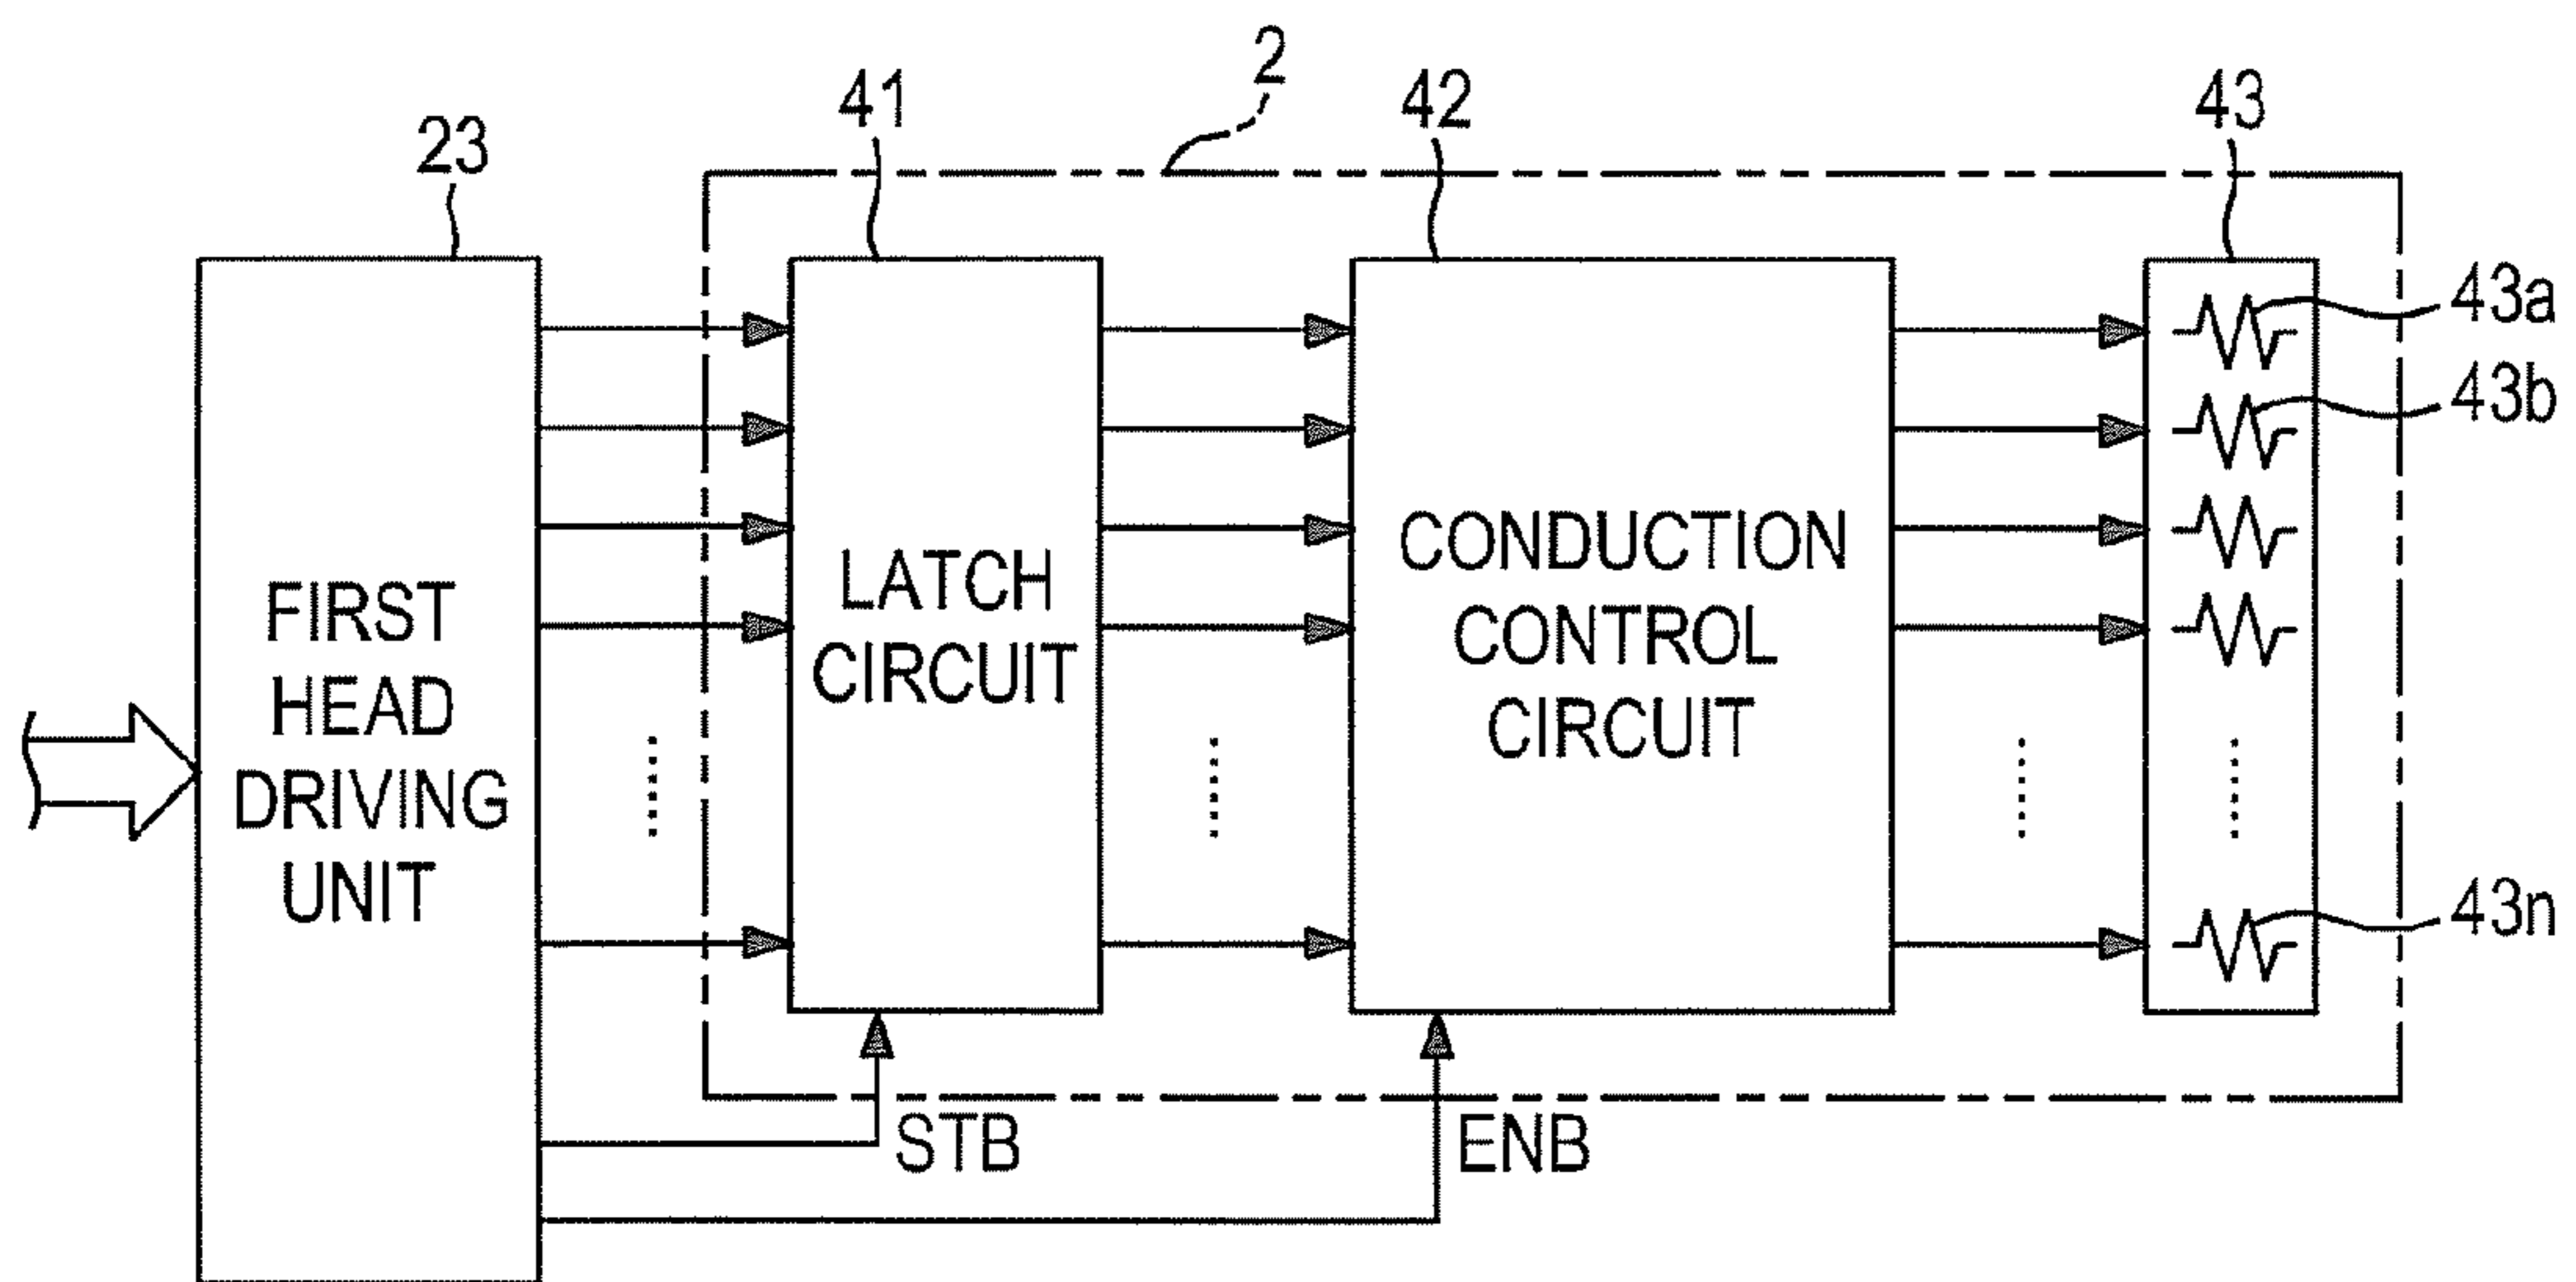 2
41
42
43
23
43a
43b
LATCH
CIRCUIT
CONDUCTION
CONTROL
CIRCUIT
FIRST
HEAD
DRIVING
UNIT
43n
STB
ENB